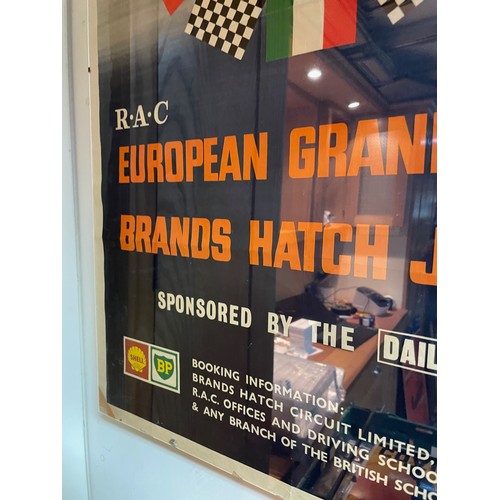 R·A·C
EUROPEAN GRAN
BRANDS HATCH J
SPONSORED BY THE DAIL
SHELL BP
BOOKING INFORMATION:
BRANDS HATCH CIRCUIT LIMITED,
R.A.C. OFFICES AND DRIVING SCHOO
& ANY BRANCH OF THE BRITISH SCH